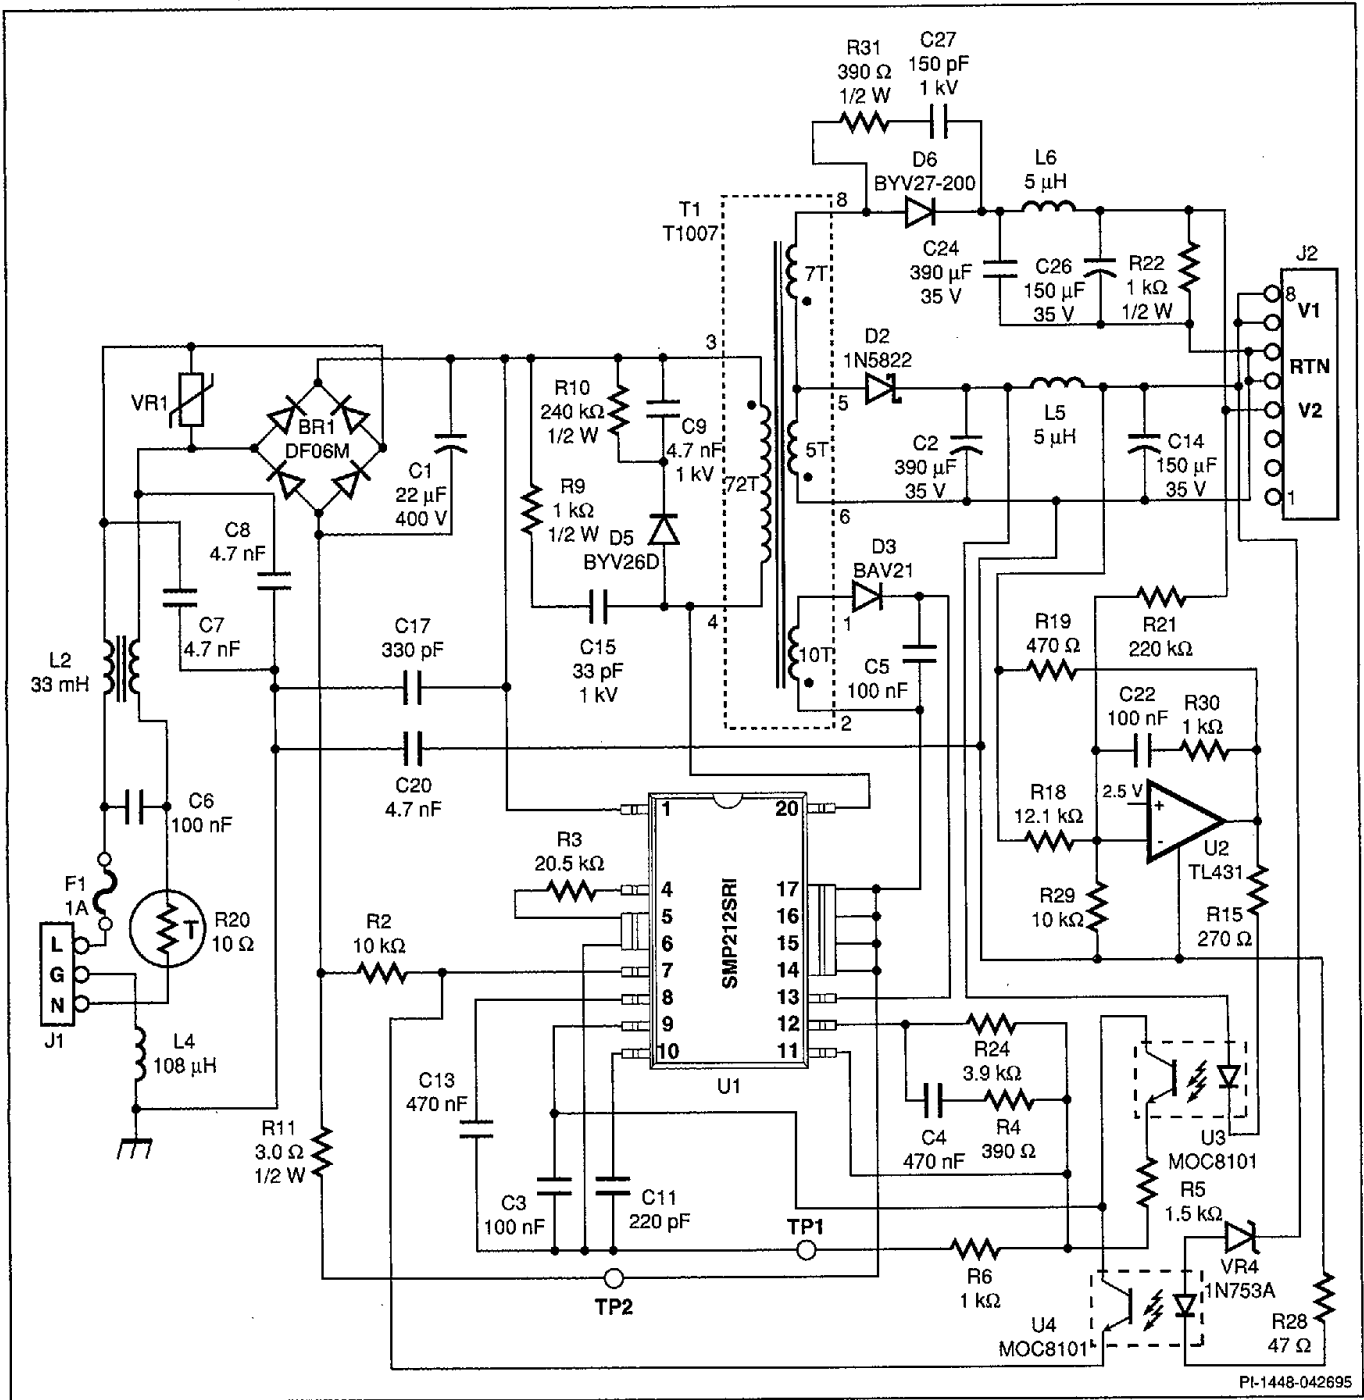 C27
150 pF
1 kV
R31
390 Ω
1/2 W
D6
BYV27-200
L6
5 μH
T1
T1007
8
7T
C24
390 μF
35 V
C26
150 μF
35 V
R22
1 kΩ
1/2 W
J2
8
V1
RTN
V2
1
3
D2
1N5822
5
VR1
BR1
DF06M
C1
22 μF
400 V
R10
240 kΩ
1/2 W
C9
4.7 nF
1 kV
72T
5T
C2
390 μF
35 V
L5
5 μH
C14
150 μF
35 V
R9
1 kΩ
1/2 W
D5
BYV26D
6
C8
4.7 nF
C7
4.7 nF
D3
BAV21
4
1
10T
2
C5
100 nF
L2
33 mH
C17
330 pF
C15
33 pF
1 kV
C20
4.7 nF
R19
470 Ω
R21
220 kΩ
C22
100 nF
R30
1 kΩ
C6
100 nF
R18
12.1 kΩ
2.5 V
+
-
U2
TL431
F1
1A
R3
20.5 kΩ
1
20
4
17
5
16
6
15
7
14
8
13
9
12
10
11
SMP212SRI
U1
R29
10 kΩ
R15
270 Ω
L
G
N
J1
T
R20
10 Ω
R2
10 kΩ
L4
108 μH
R24
3.9 kΩ
C13
470 nF
C4
470 nF
R4
390 Ω
U3
MOC8101
R11
3.0 Ω
1/2 W
C3
100 nF
C11
220 pF
R5
1.5 kΩ
TP1
TP2
R6
1 kΩ
VR4
1N753A
U4
MOC8101
R28
47 Ω
PI-1448-042695